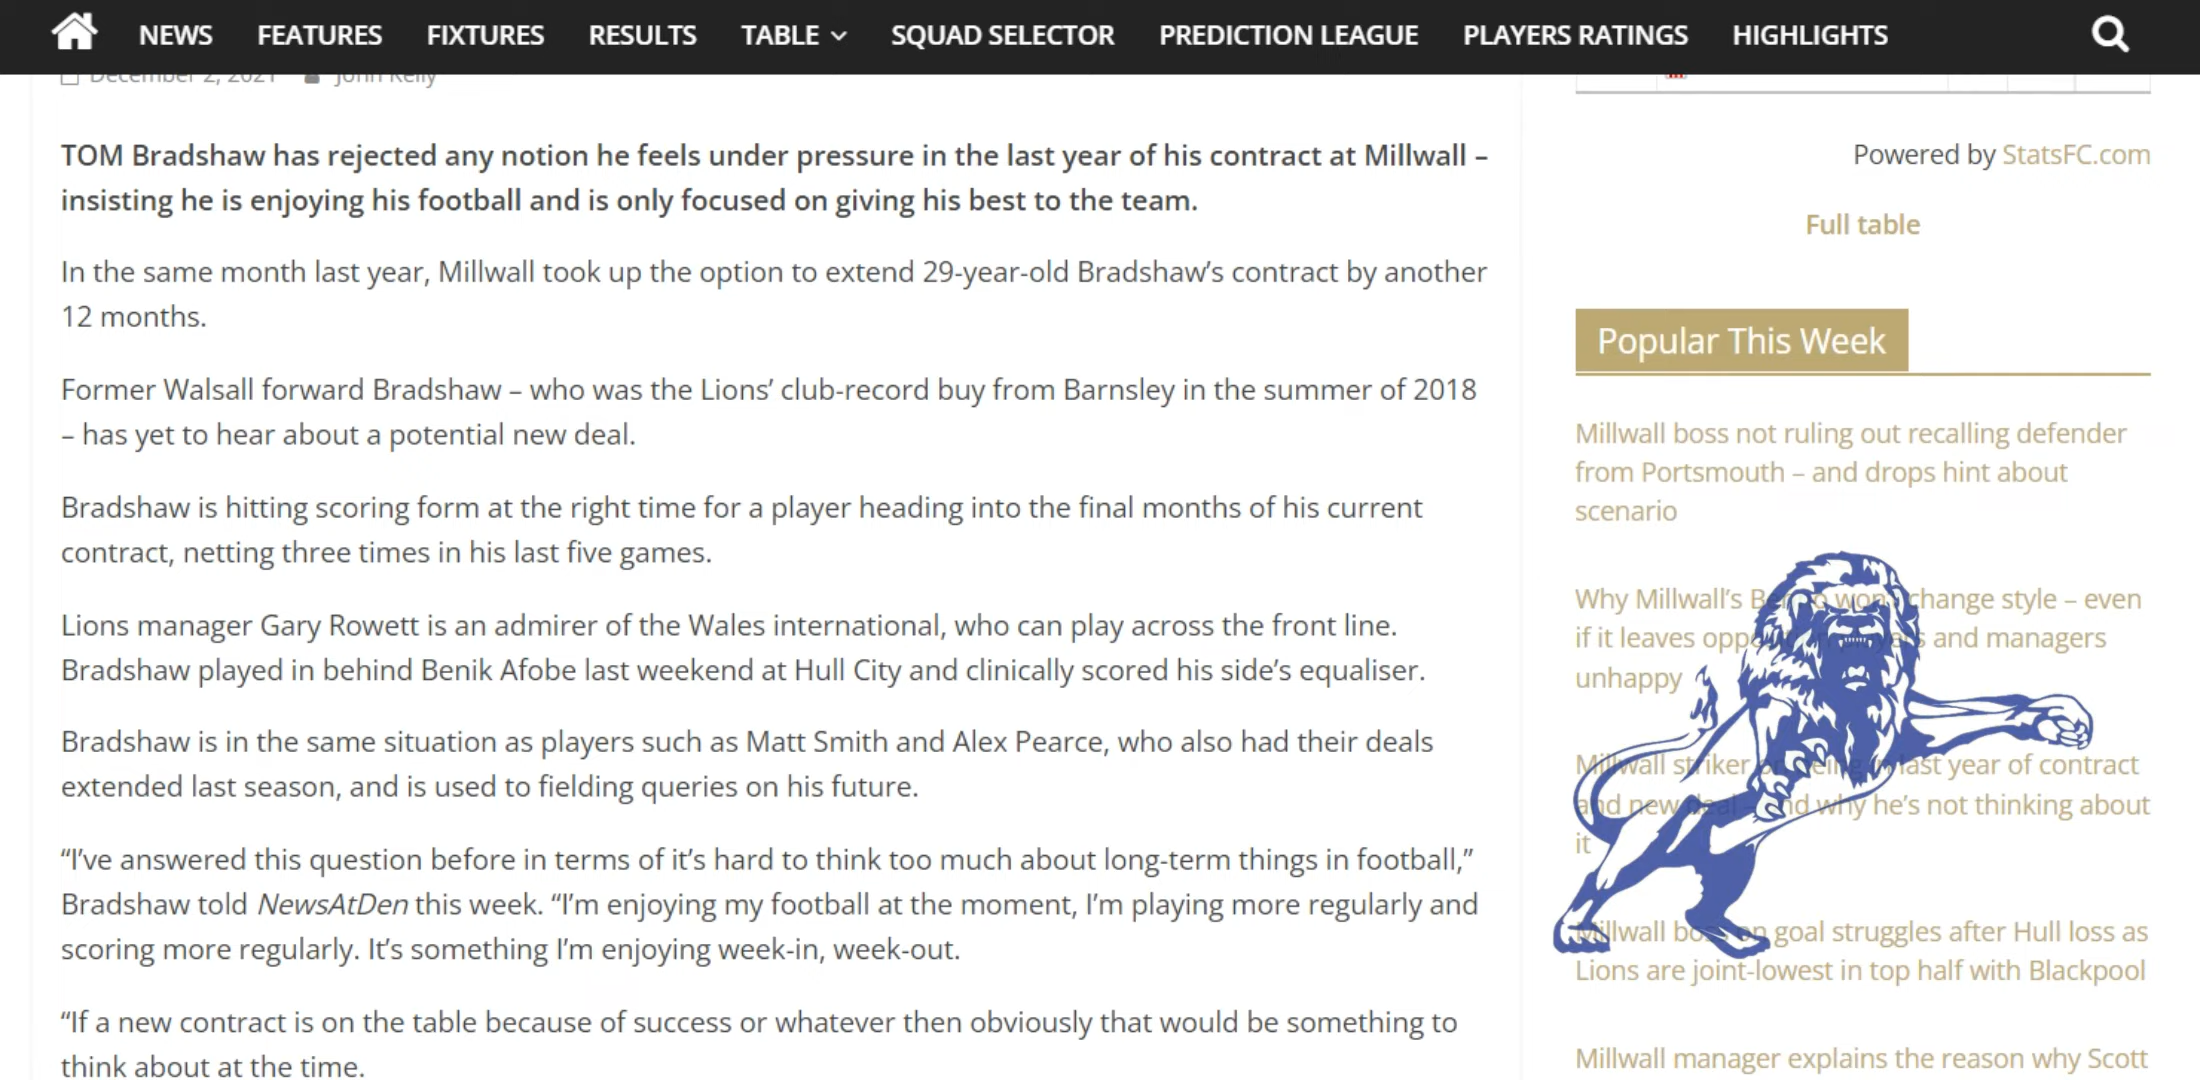 NEWS FEATURES FIXTURES RESULTS TABLE SQUAD SELECTOR PREDICTION LEAGUE PLAYERS RATINGS HIGHLIGHTS
December 2, 2021 John Kelly
TOM Bradshaw has rejected any notion he feels under pressure in the last year of his contract at Millwall –
insisting he is enjoying his football and is only focused on giving his best to the team.
In the same month last year, Millwall took up the option to extend 29-year-old Bradshaw’s contract by another
12 months.
Former Walsall forward Bradshaw – who was the Lions’ club-record buy from Barnsley in the summer of 2018
– has yet to hear about a potential new deal.
Bradshaw is hitting scoring form at the right time for a player heading into the final months of his current
contract, netting three times in his last five games.
Lions manager Gary Rowett is an admirer of the Wales international, who can play across the front line.
Bradshaw played in behind Benik Afobe last weekend at Hull City and clinically scored his side’s equaliser.
Bradshaw is in the same situation as players such as Matt Smith and Alex Pearce, who also had their deals
extended last season, and is used to fielding queries on his future.
“I’ve answered this question before in terms of it’s hard to think too much about long-term things in football,”
Bradshaw told NewsAtDen this week. “I’m enjoying my football at the moment, I’m playing more regularly and
scoring more regularly. It’s something I’m enjoying week-in, week-out.
“If a new contract is on the table because of success or whatever then obviously that would be something to
think about at the time.
Powered by StatsFC.com
Full table
Popular This Week
Millwall boss not ruling out recalling defender
from Portsmouth – and drops hint about
scenario
Why Millwall’s change style – even
if it leaves and managers
unhappy
Millwall striker on being in last year of contract
and new deal – and why he’s not thinking about
it
Millwall boss on goal struggles after Hull loss as
Lions are joint-lowest in top half with Blackpool
Millwall manager explains the reason why Scott